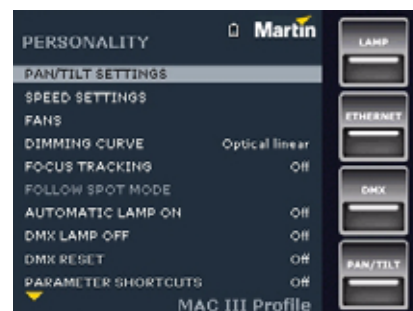 PERSONALITY
Martin
PAN/TILT SETTINGS
SPEED SETTINGS
FANS
DIMMING CURVE Optical linear
FOCUS TRACKING Off
FOLLOW SPOT MODE
AUTOMATIC LAMP ON Off
DMX LAMP OFF Off
DMX RESET Off
PARAMETER SHORTCUTS Off
MAC III Profile
LAMP
ETHERNET
DMX
PAN/TILT